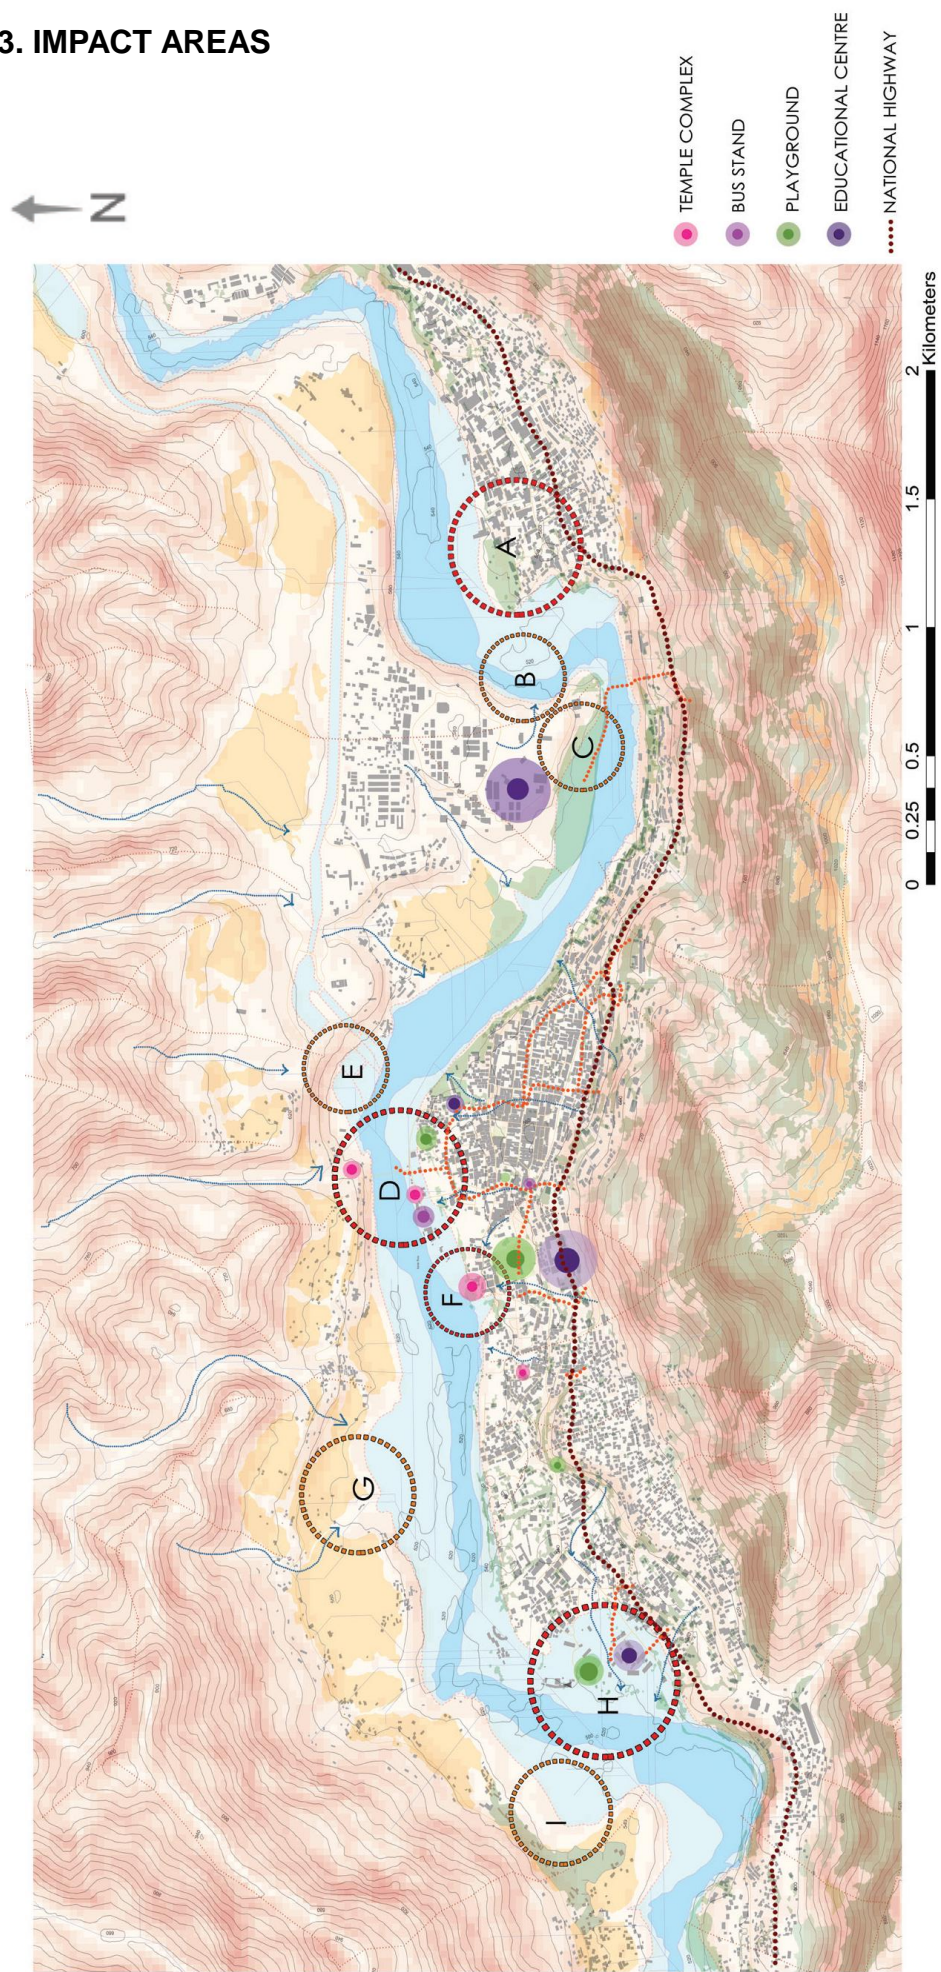 3. IMPACT AREAS
N
TEMPLE COMPLEX
BUS STAND
PLAYGROUND
EDUCATIONAL CENTRE
NATIONAL HIGHWAY
A
B
C
D
E
F
G
H
I
0 0.25 0.5 1 1.5 2
Kilometers